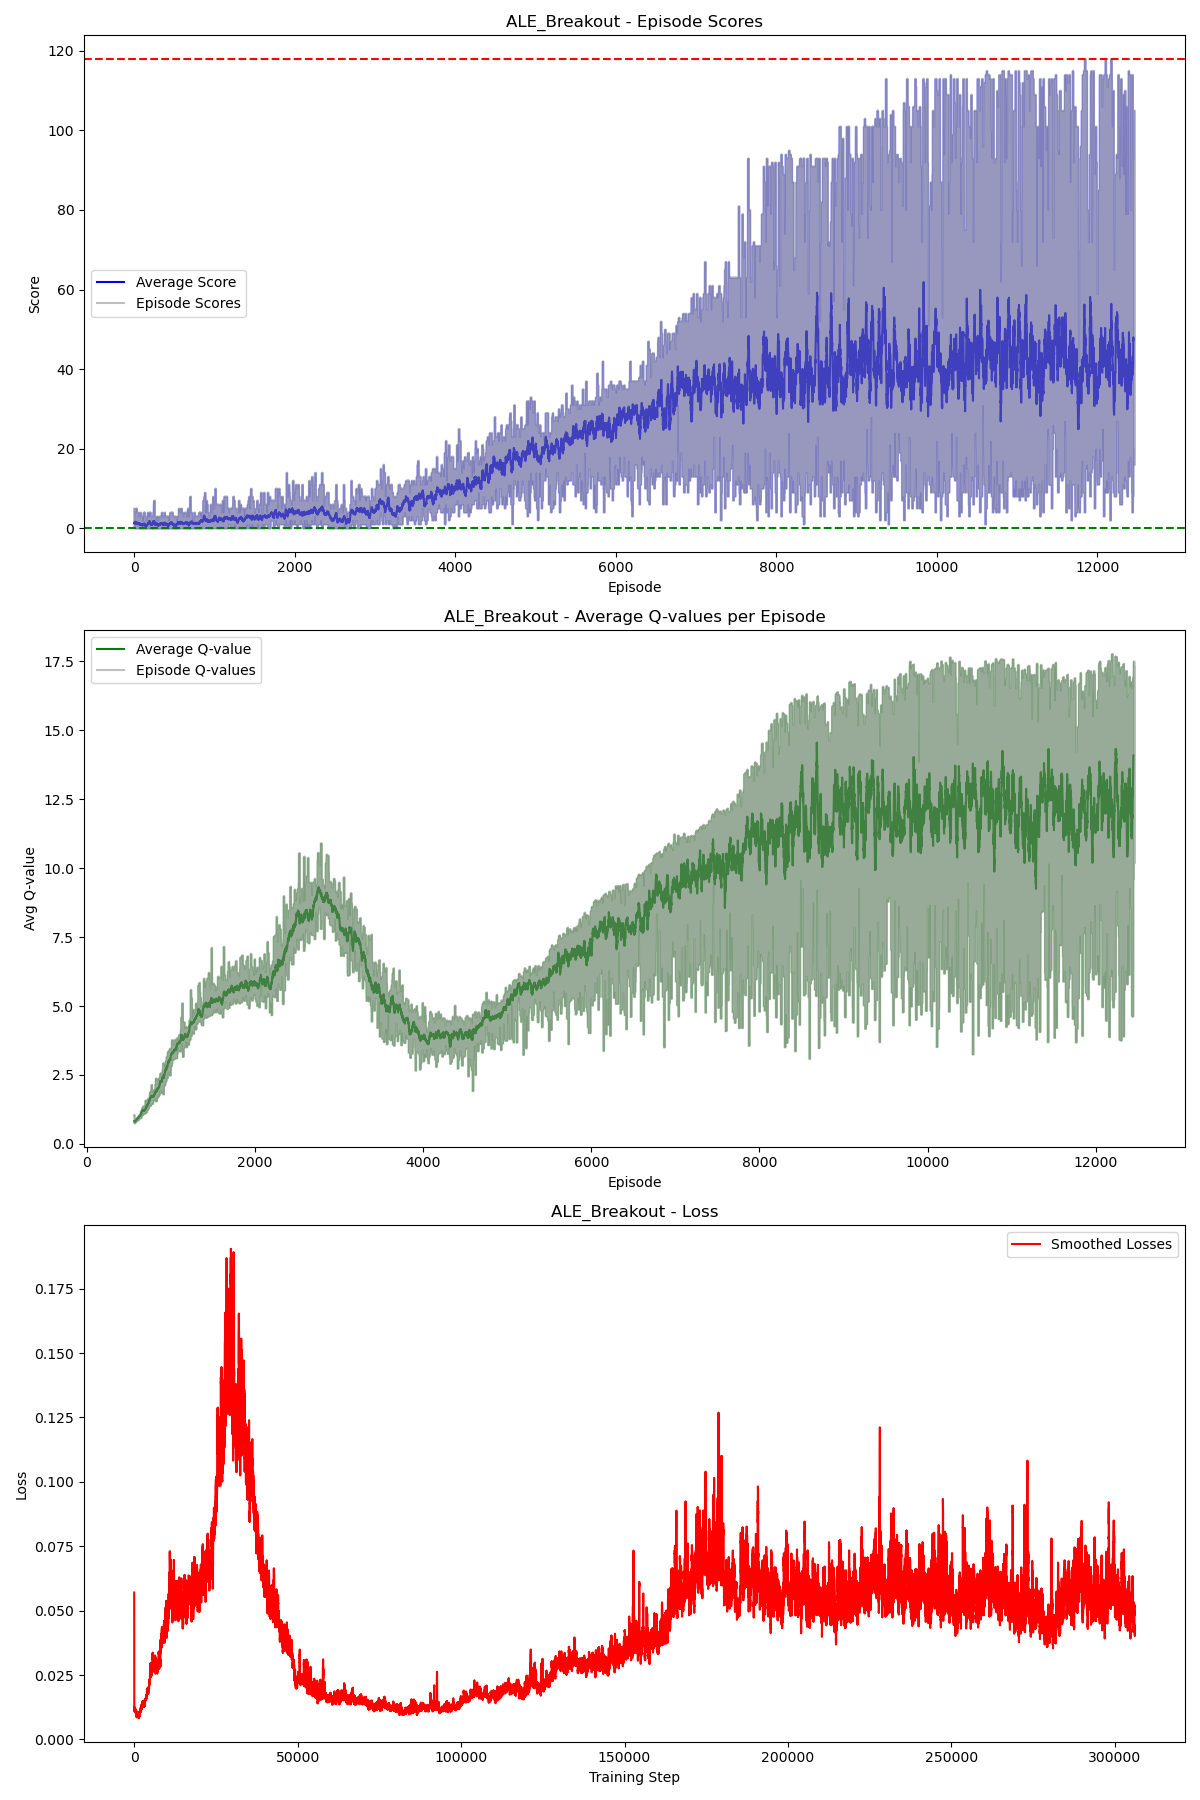 ALE_Breakout - Episode Scores
120
100
80
60
40
20
0
Score
Average Score
Episode Scores
0 2000 4000 6000 8000 10000 12000
Episode
ALE_Breakout - Average Q-values per Episode
17.5
15.0
12.5
10.0
7.5
5.0
2.5
0.0
Avg Q-value
Average Q-value
Episode Q-values
0 2000 4000 6000 8000 10000 12000
Episode
ALE_Breakout - Loss
0.175
0.150
0.125
0.100
0.075
0.050
0.025
0.000
Loss
Smoothed Losses
0 50000 100000 150000 200000 250000 300000
Training Step